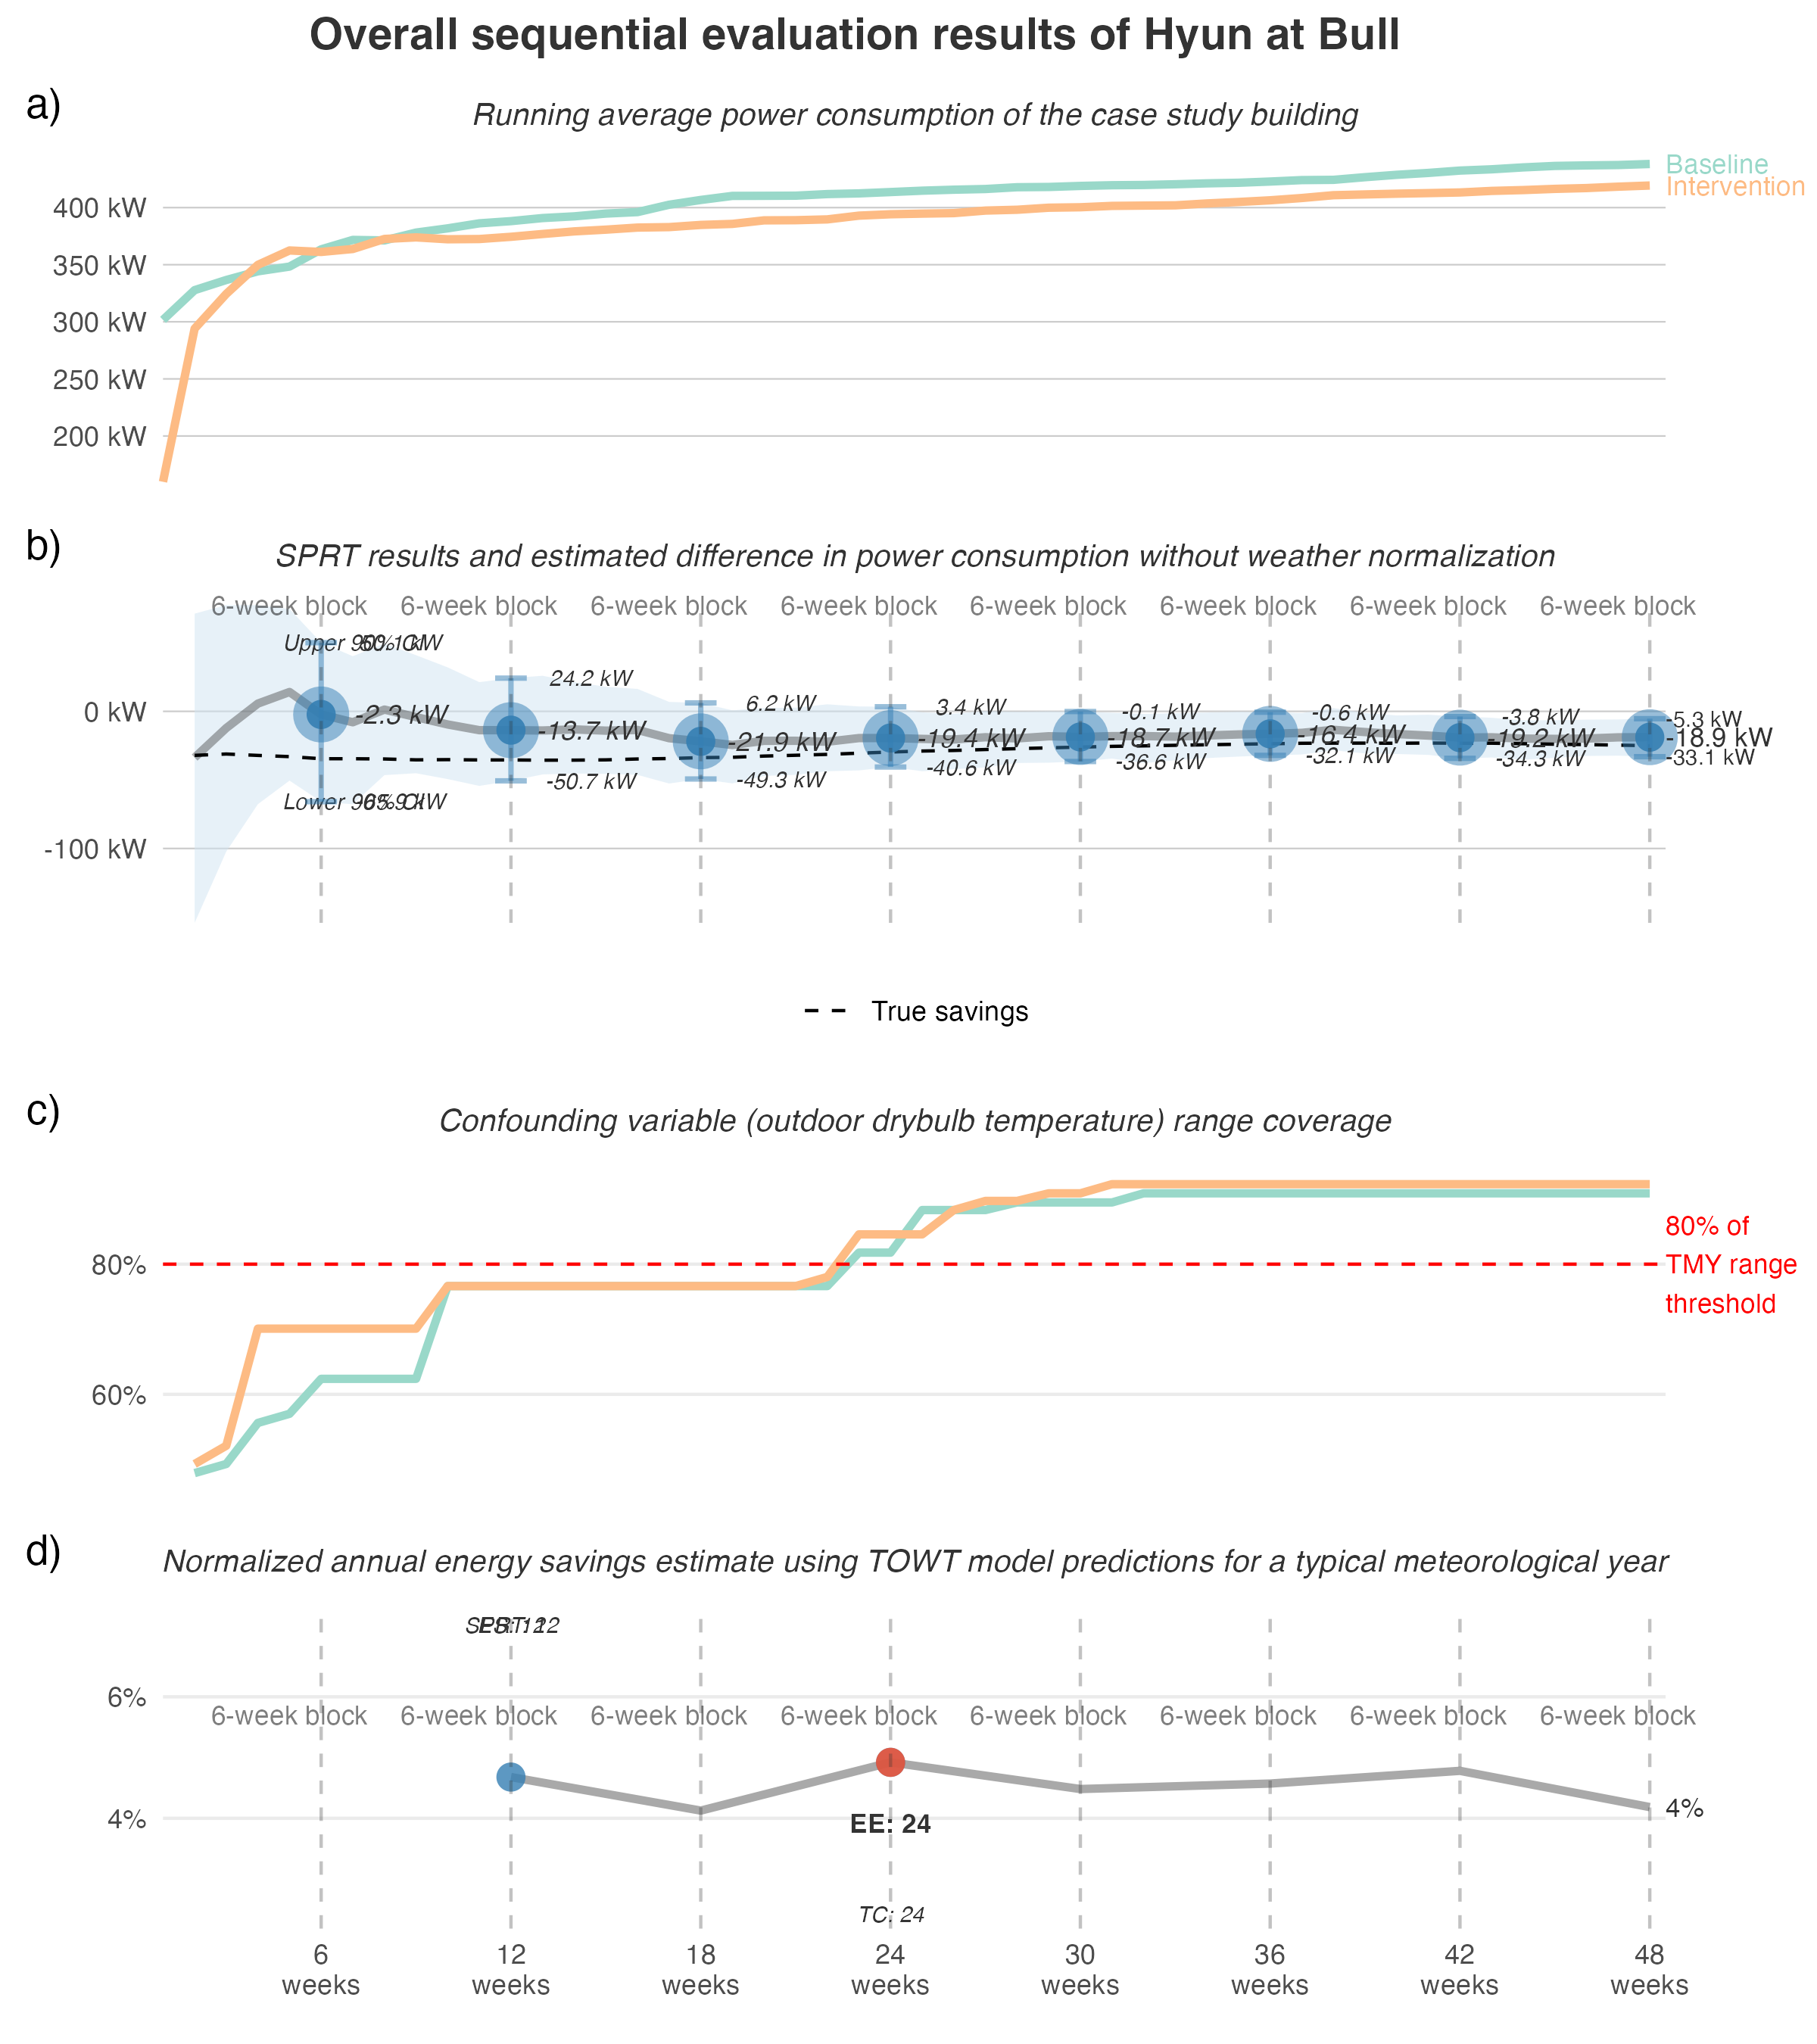 Overall sequential evaluation results of Hyun at Bull
a)
Running average power consumption of the case study building
Baseline
Intervention
400 kW
350 kW
300 kW
250 kW
200 kW
b)
SPRT results and estimated difference in power consumption without weather normalization
6-week block 6-week block 6-week block 6-week block 6-week block 6-week block 6-week block 6-week block
Upper 90% CI
24.2 kW
6.2 kW
3.4 kW
-0.1 kW
-0.6 kW
-3.8 kW
-5.3 kW
0 kW
-2.3 kW
-13.7 kW
-21.9 kW
-19.4 kW
-18.7 kW
-16.4 kW
-19.2 kW
-18.9 kW
Lower 90% CI
-65.9 kW
-50.7 kW
-49.3 kW
-40.6 kW
-36.6 kW
-32.1 kW
-34.3 kW
-33.1 kW
-100 kW
True savings
c)
Confounding variable (outdoor drybulb temperature) range coverage
80%
60%
80% of
TMY range
threshold
d)
Normalized annual energy savings estimate using TOWT model predictions for a typical meteorological year
SPRT: 12
6%
6-week block 6-week block 6-week block 6-week block 6-week block 6-week block 6-week block 6-week block
4%
4%
EE: 24
TC: 24
6 12 18 24 30 36 42 48
weeks weeks weeks weeks weeks weeks weeks weeks